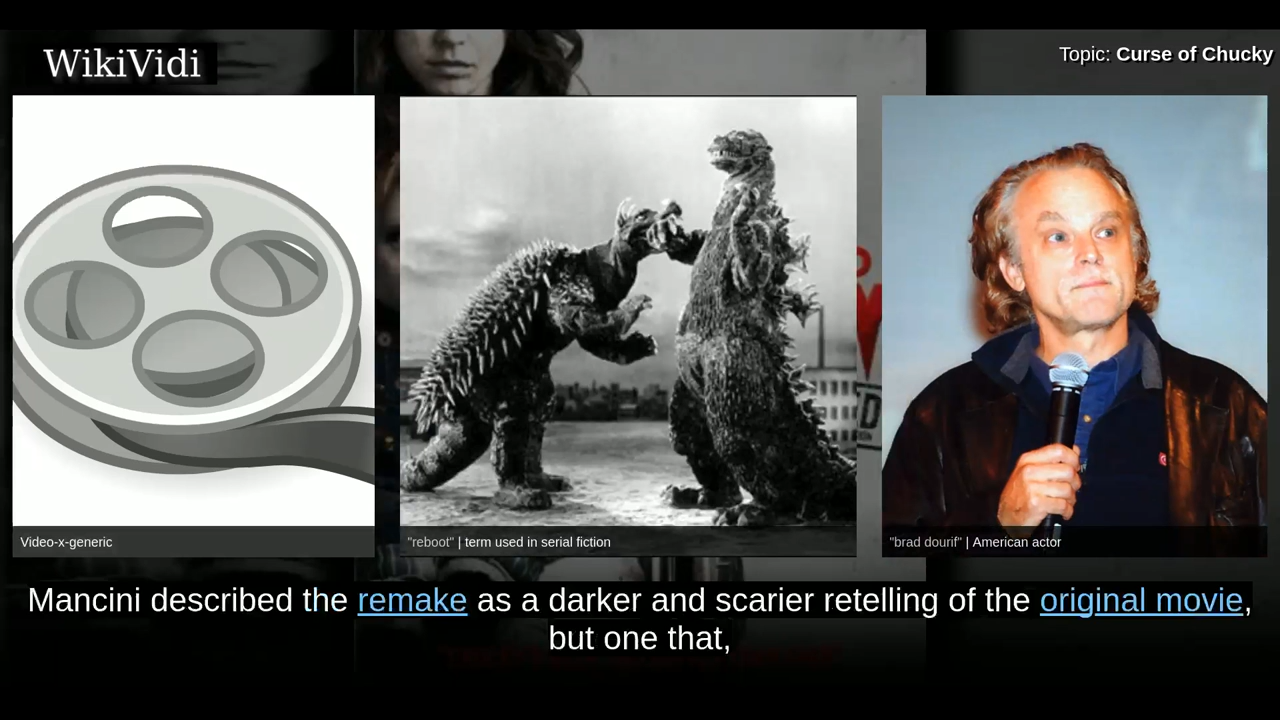 WikiVidi
Topic: Curse of Chucky
Video-x-generic
"reboot" | term used in serial fiction
"brad dourif" | American actor
Mancini described the remake as a darker and scarier retelling of the original movie,
but one that,